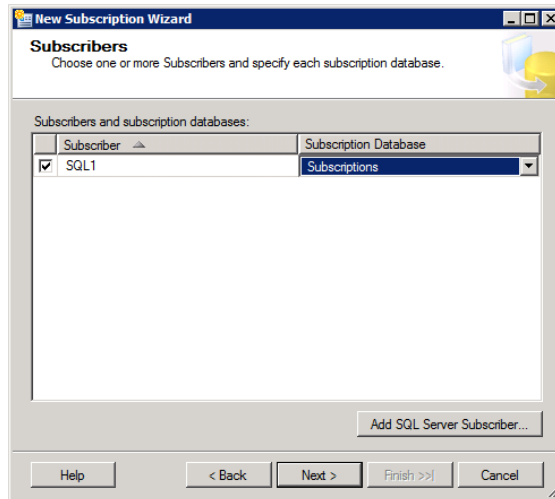 New Subscription Wizard
Subscribers
Choose one or more Subscribers and specify each subscription database.
Subscribers and subscription databases:
Subscriber Subscription Database
SQL1 Subscriptions
Add SQL Server Subscriber...
Help < Back Next > Finish >>| Cancel